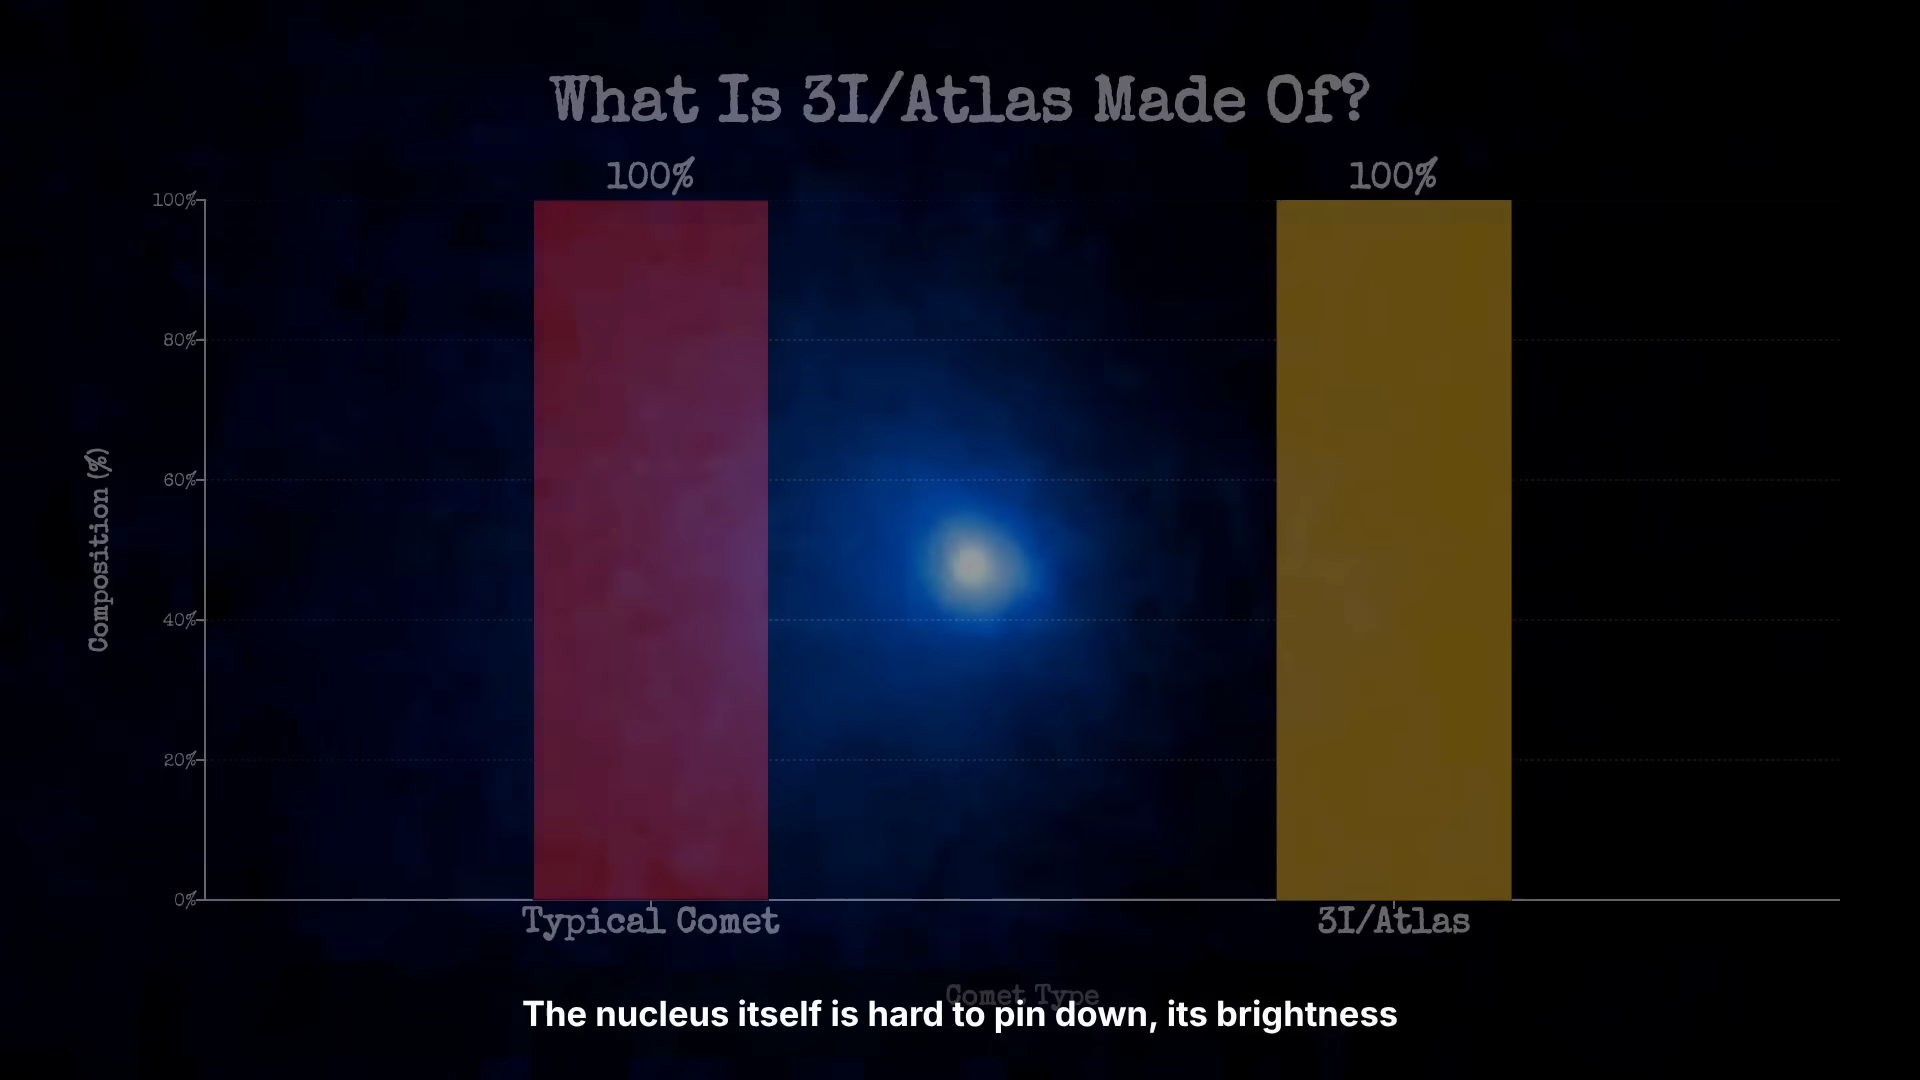 What Is 3I/Atlas Made Of?
100%
100%
100%
80%
60%
40%
20%
0%
Composition (%)
Typical Comet
3I/Atlas
Comet Type
The nucleus itself is hard to pin down, its brightness